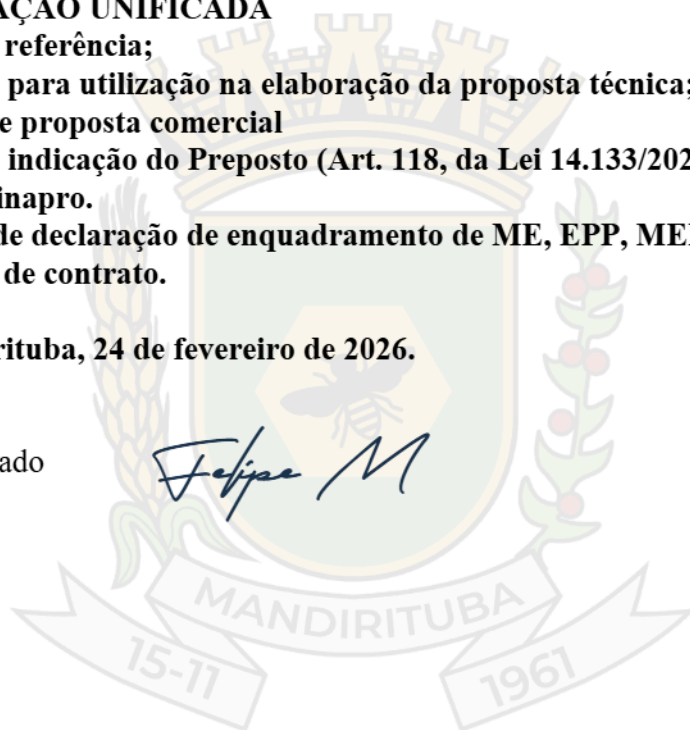 AÇÃO UNIFICADA
referência;
para utilização na elaboração da proposta técnica;
e proposta comercial
indicação do Preposto (Art. 118, da Lei 14.133/202
inapro.
de declaração de enquadramento de ME, EPP, MEI
de contrato.
rituba, 24 de fevereiro de 2026.
ado
Felipe M
MANDIRITUBA
15-11
1961